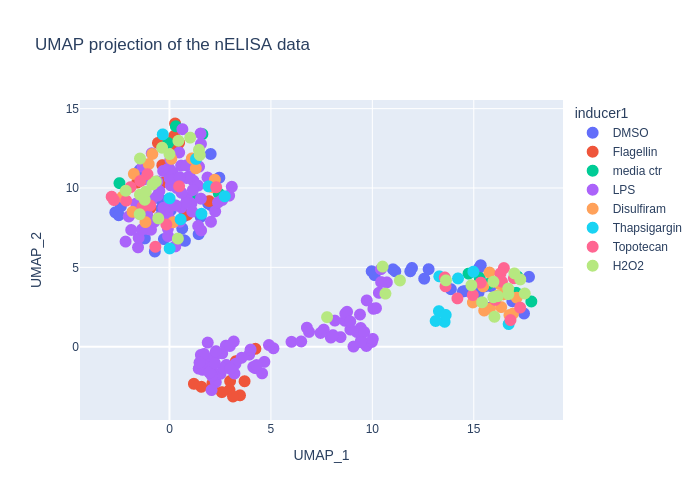 UMAP projection of the nELISA data
inducer1
DMSO
Flagellin
media ctr
LPS
Disulfiram
Thapsigargin
Topotecan
H2O2
15
10
5
0
UMAP_2
0
5
10
15
UMAP_1